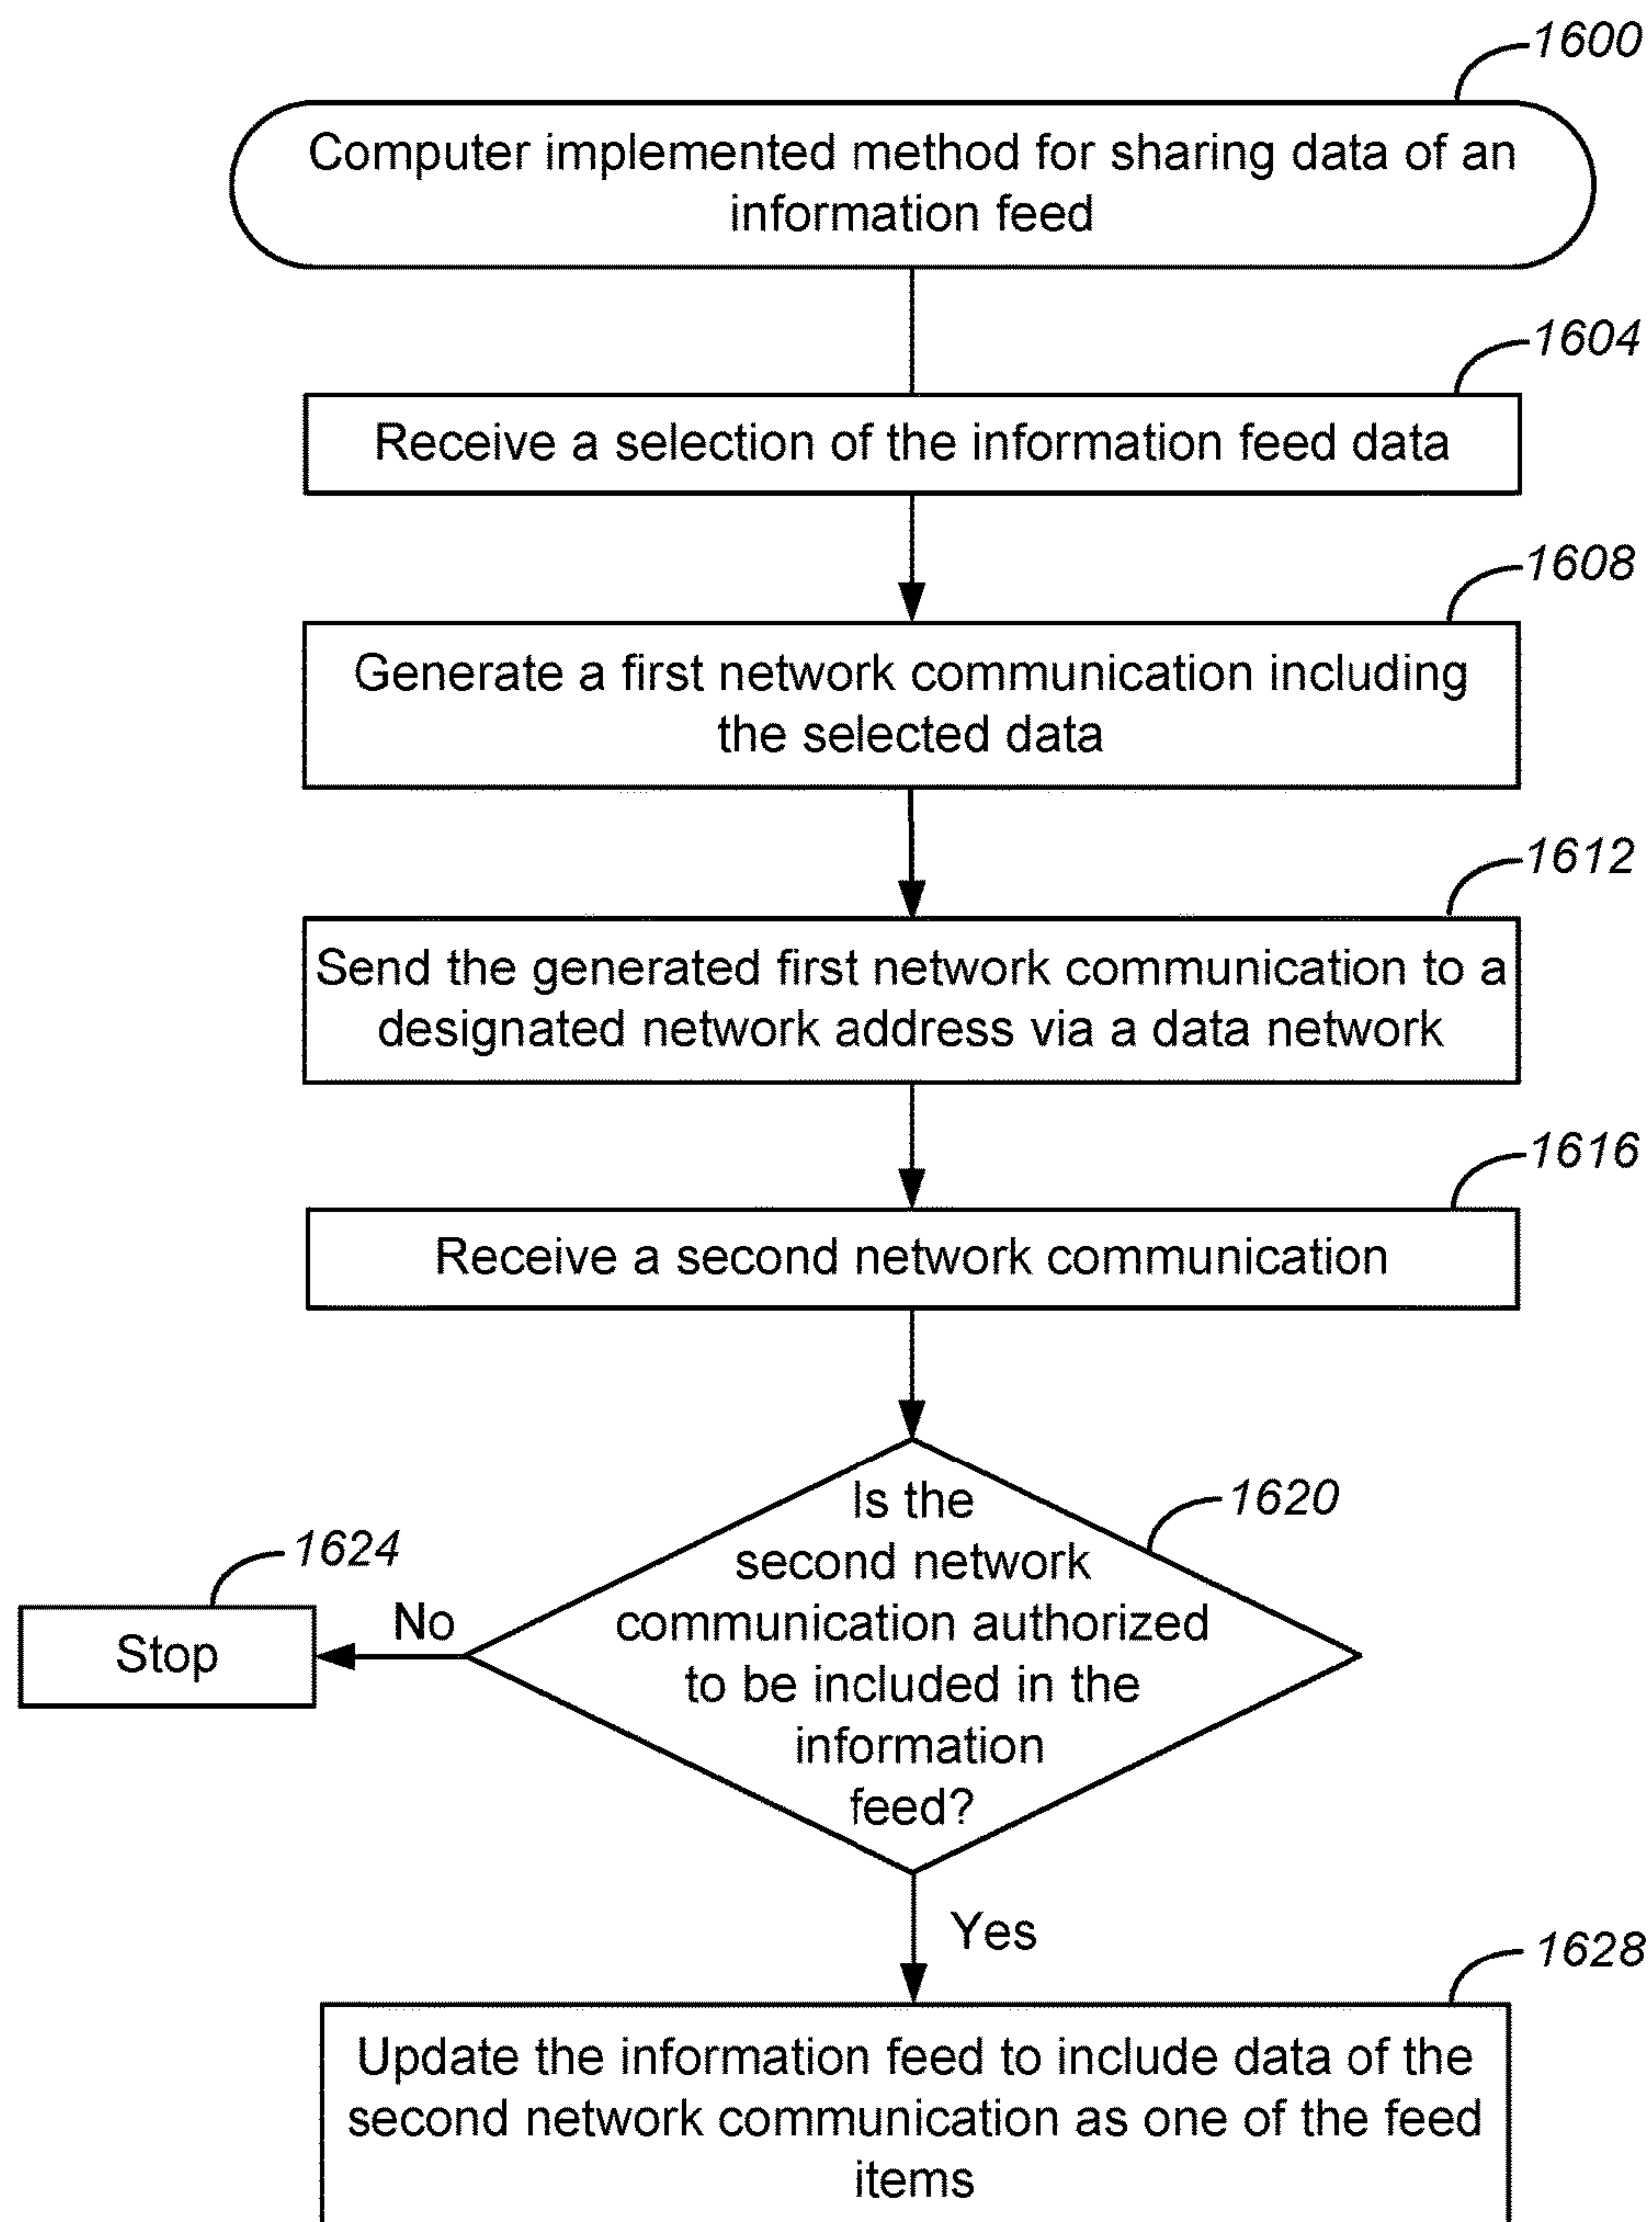 1600
Computer implemented method for sharing data of an
information feed
1604
Receive a selection of the information feed data
1608
Generate a first network communication including
the selected data
1612
Send the generated first network communication to a
designated network address via a data network
1616
Receive a second network communication
1620
Is the
second network
communication authorized
to be included in the
information
feed?
1624
No
Stop
Yes
1628
Update the information feed to include data of the
second network communication as one of the feed
items